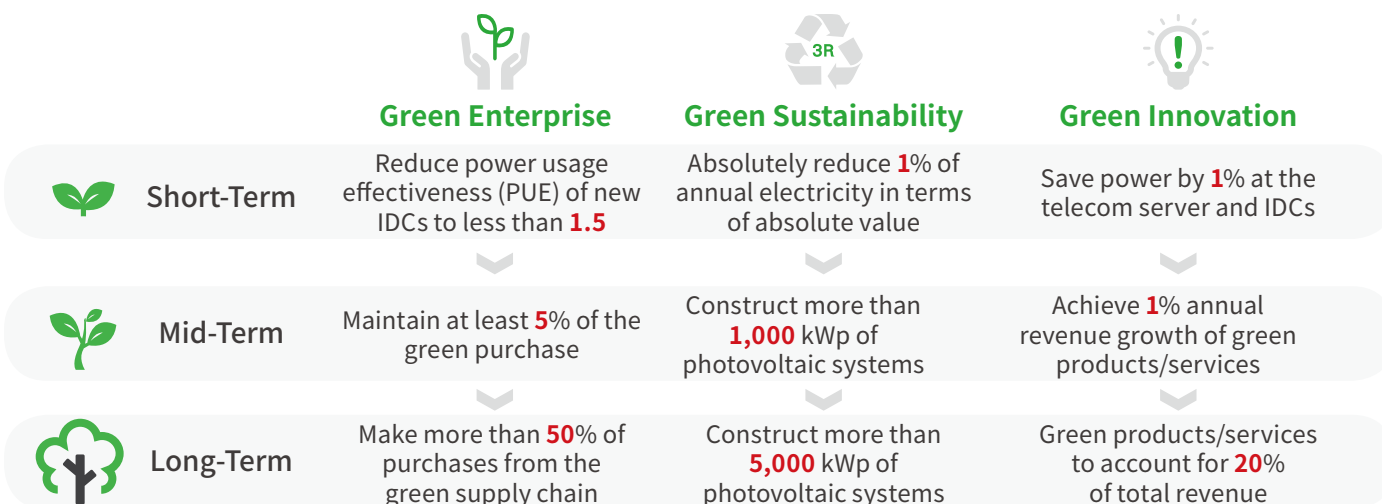 3R
Green Enterprise
Green Sustainability
Green Innovation
Short-Term
Reduce power usage
effectiveness (PUE) of new
IDCs to less than 1.5
Absolutely reduce 1% of
annual electricity in terms
of absolute value
Save power by 1% at the
telecom server and IDCs
Mid-Term
Maintain at least 5% of the
green purchase
Construct more than
1,000 kWp of
photovoltaic systems
Achieve 1% annual
revenue growth of green
products/services
Long-Term
Make more than 50% of
purchases from the
green supply chain
Construct more than
5,000 kWp of
photovoltaic systems
Green products/services
to account for 20%
of total revenue